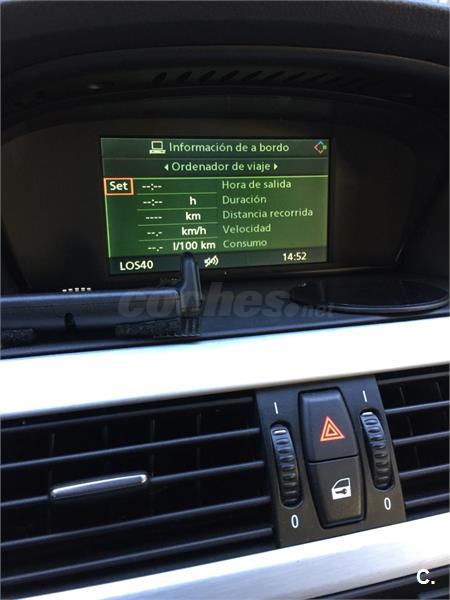 Información de a bordo
Ordenador de viaje
Set --:-- Hora de salida
--:-- h Duración
---- km Distancia recorrida
--.- km/h Velocidad
--.- l/100 km Consumo
LOS40 14:52
coches.net
I I
0 0
C.